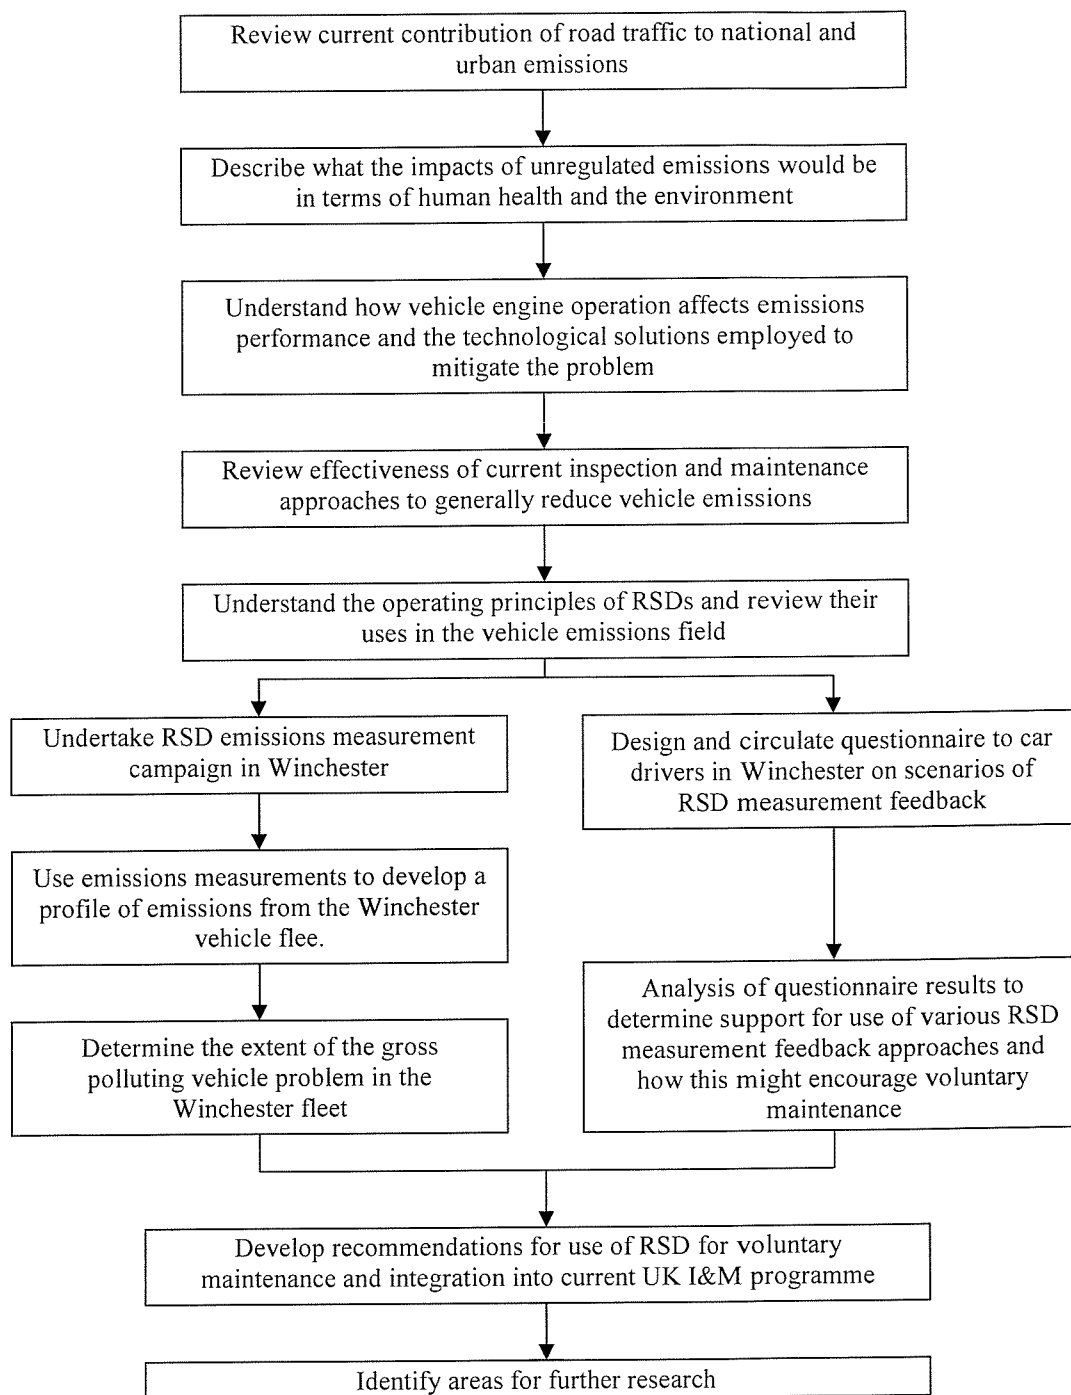 Review current contribution of road traffic to national and
urban emissions
Describe what the impacts of unregulated emissions would be
in terms of human health and the environment
Understand how vehicle engine operation affects emissions
performance and the technological solutions employed to
mitigate the problem
Review effectiveness of current inspection and maintenance
approaches to generally reduce vehicle emissions
Understand the operating principles of RSDs and review their
uses in the vehicle emissions field
Undertake RSD emissions measurement
campaign in Winchester
Use emissions measurements to develop a
profile of emissions from the Winchester
vehicle flee.
Determine the extent of the gross
polluting vehicle problem in the
Winchester fleet
Design and circulate questionnaire to car
drivers in Winchester on scenarios of
RSD measurement feedback
Analysis of questionnaire results to
determine support for use of various RSD
measurement feedback approaches and
how this might encourage voluntary
maintenance
Develop recommendations for use of RSD for voluntary
maintenance and integration into current UK I&M programme
Identify areas for further research